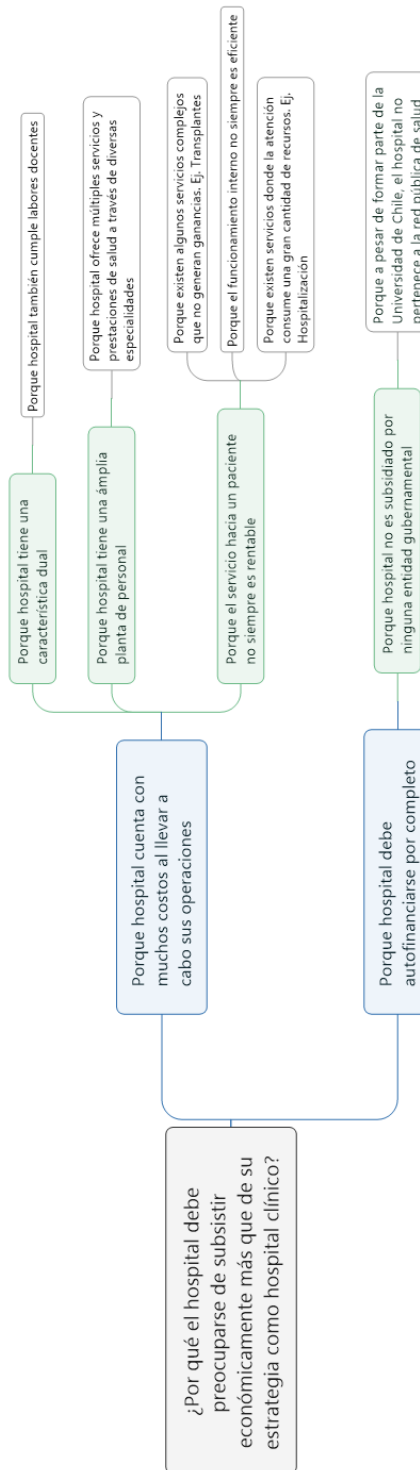 ¿Por qué el hospital debe
preocuparse de subsistir
económicamente más que de su
estrategia como hospital clínico?
Porque hospital cuenta con
muchos costos al llevar a
cabo sus operaciones
Porque hospital tiene una
característica dual
Porque hospital también cumple labores docentes
Porque hospital tiene una ámplia
planta de personal
Porque hospital ofrece múltiples servicios y
prestaciones de salud a través de diversas
especialidades
Porque el servicio hacia un paciente
no siempre es rentable
Porque existen algunos servicios complejos
que no generan ganancias. Ej. Transplantes
Porque el funcionamiento interno no siempre es eficiente
Porque existen servicios donde la atención
consume una gran cantidad de recursos. Ej.
Hospitalización
Porque hospital debe
autofinanciarse por completo
Porque hospital no es subsidiado por
ninguna entidad gubernamental
Porque a pesar de formar parte de la
Universidad de Chile, el hospital no
pertenece a la red pública de salud